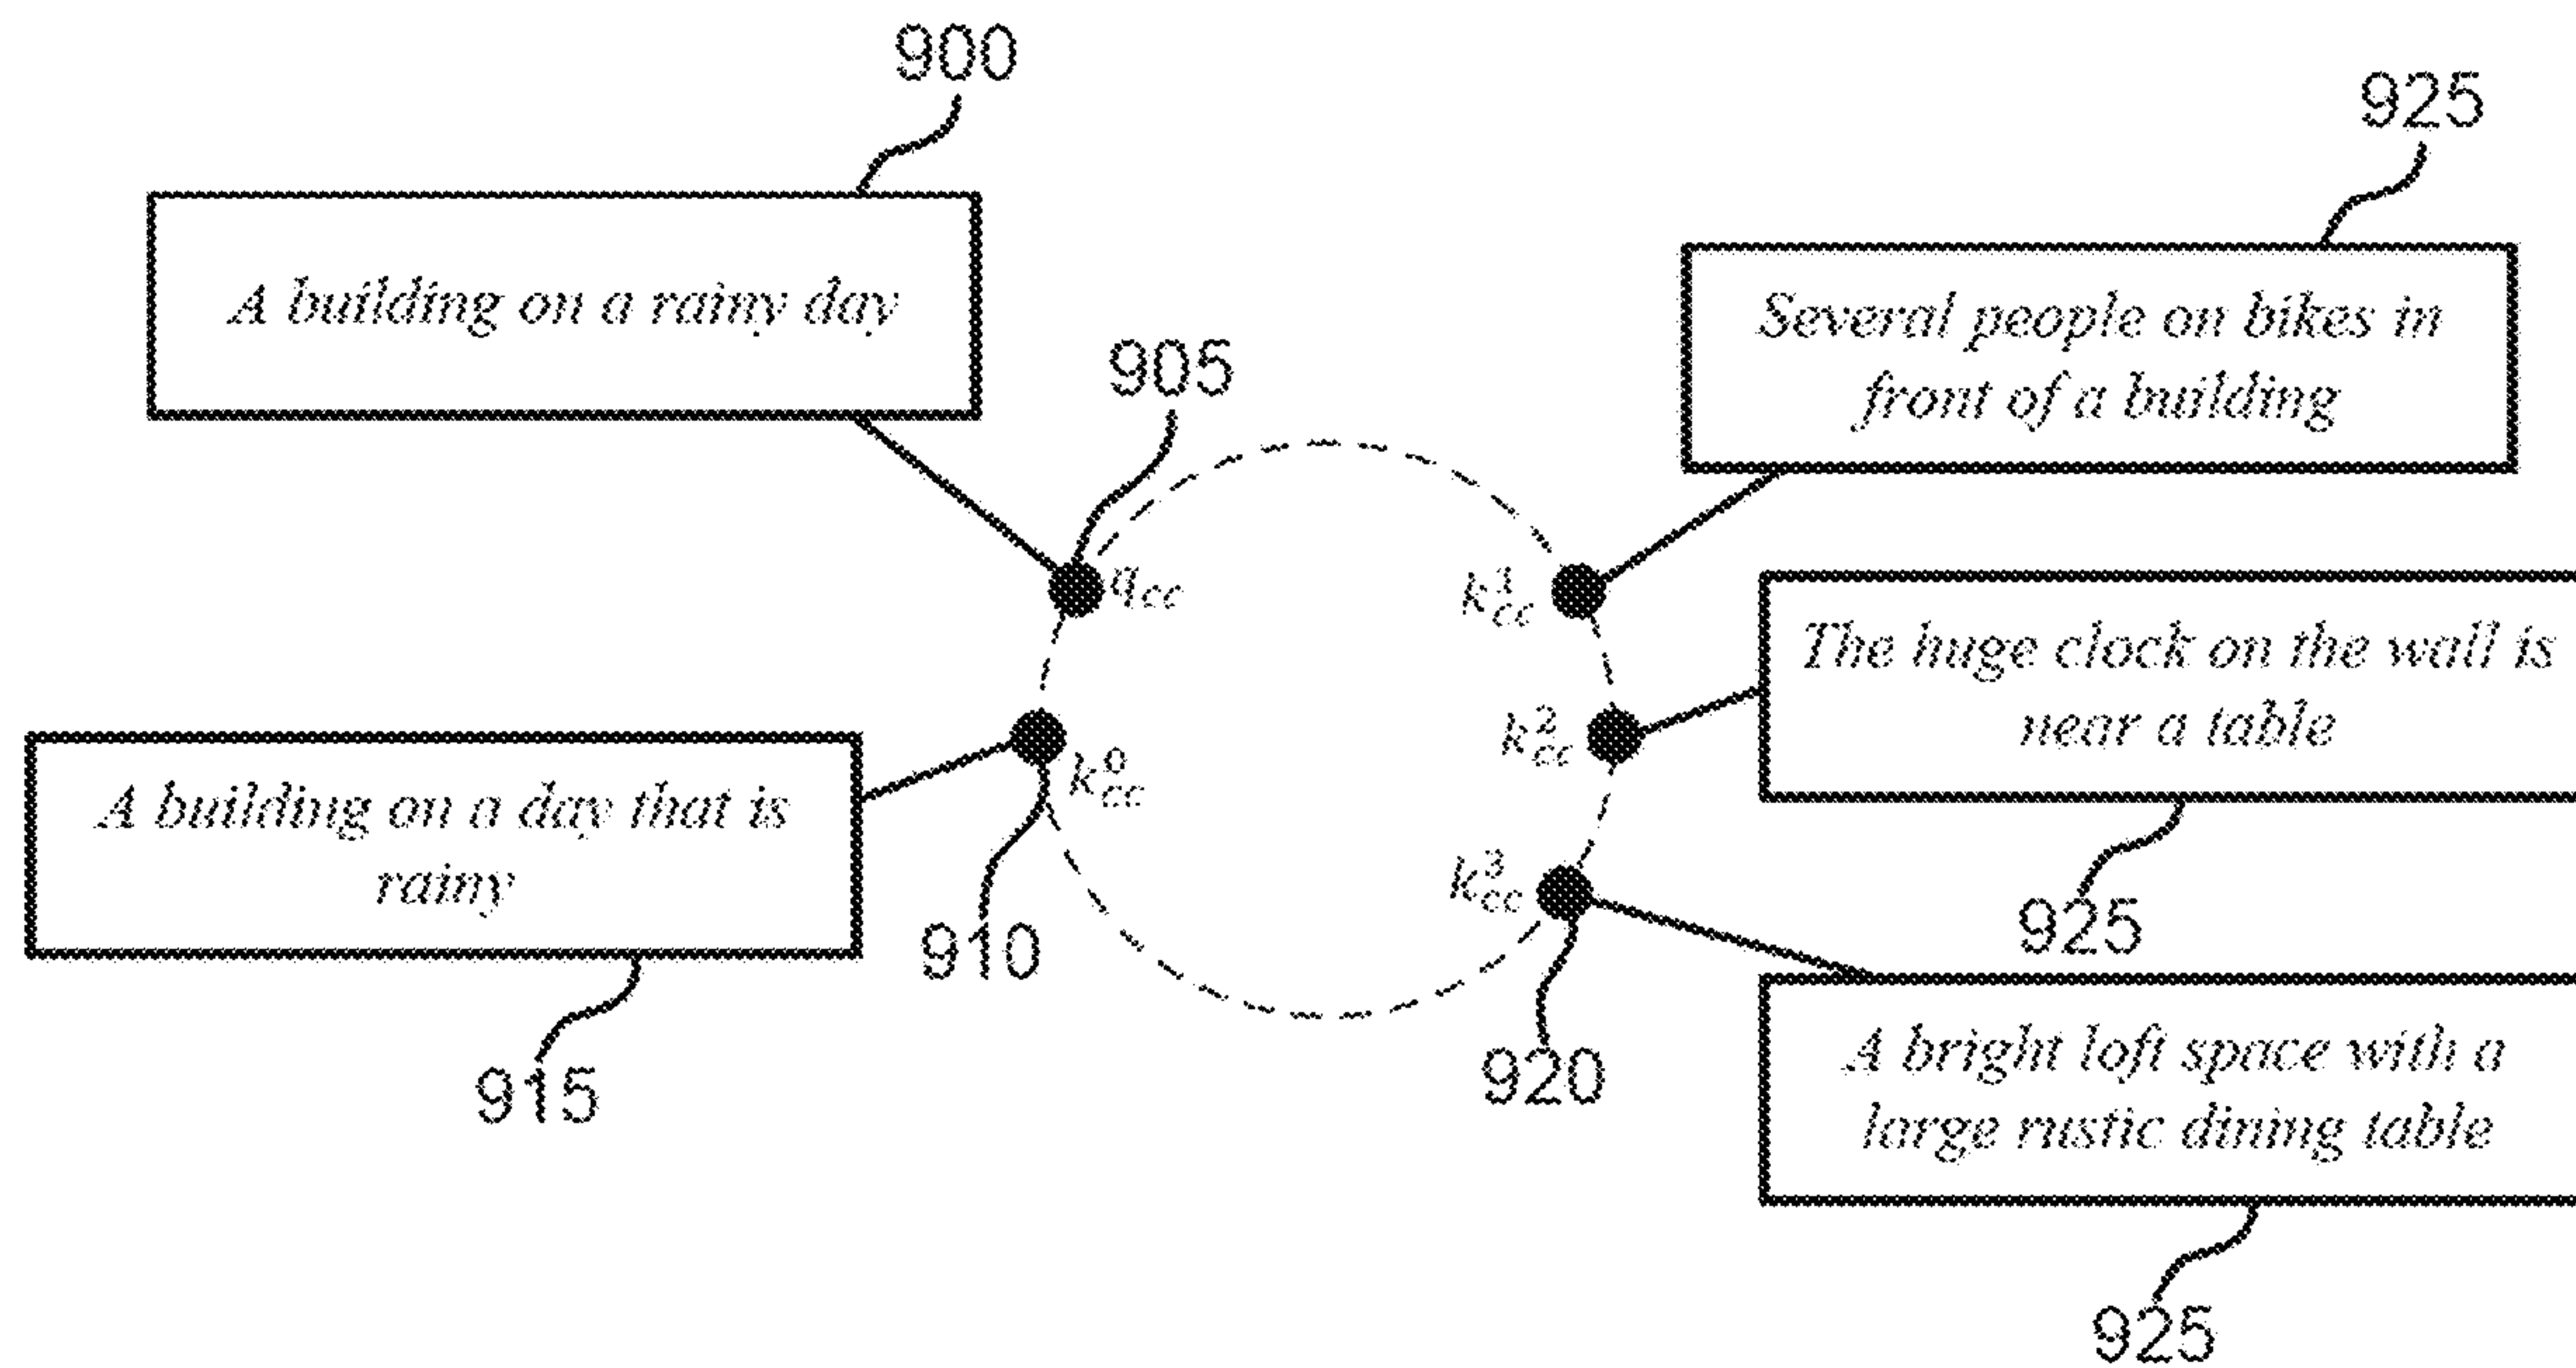 900
925
A building on a rainy day
Several people on bikes in
front of a building
905
q_cc
k^1_cc
The huge clock on the wall is
near a table
k^2_cc
A building on a day that is
rainy
k^0_cc
k^3_cc
910
925
920
915
A bright loft space with a
large rustic dining table
925